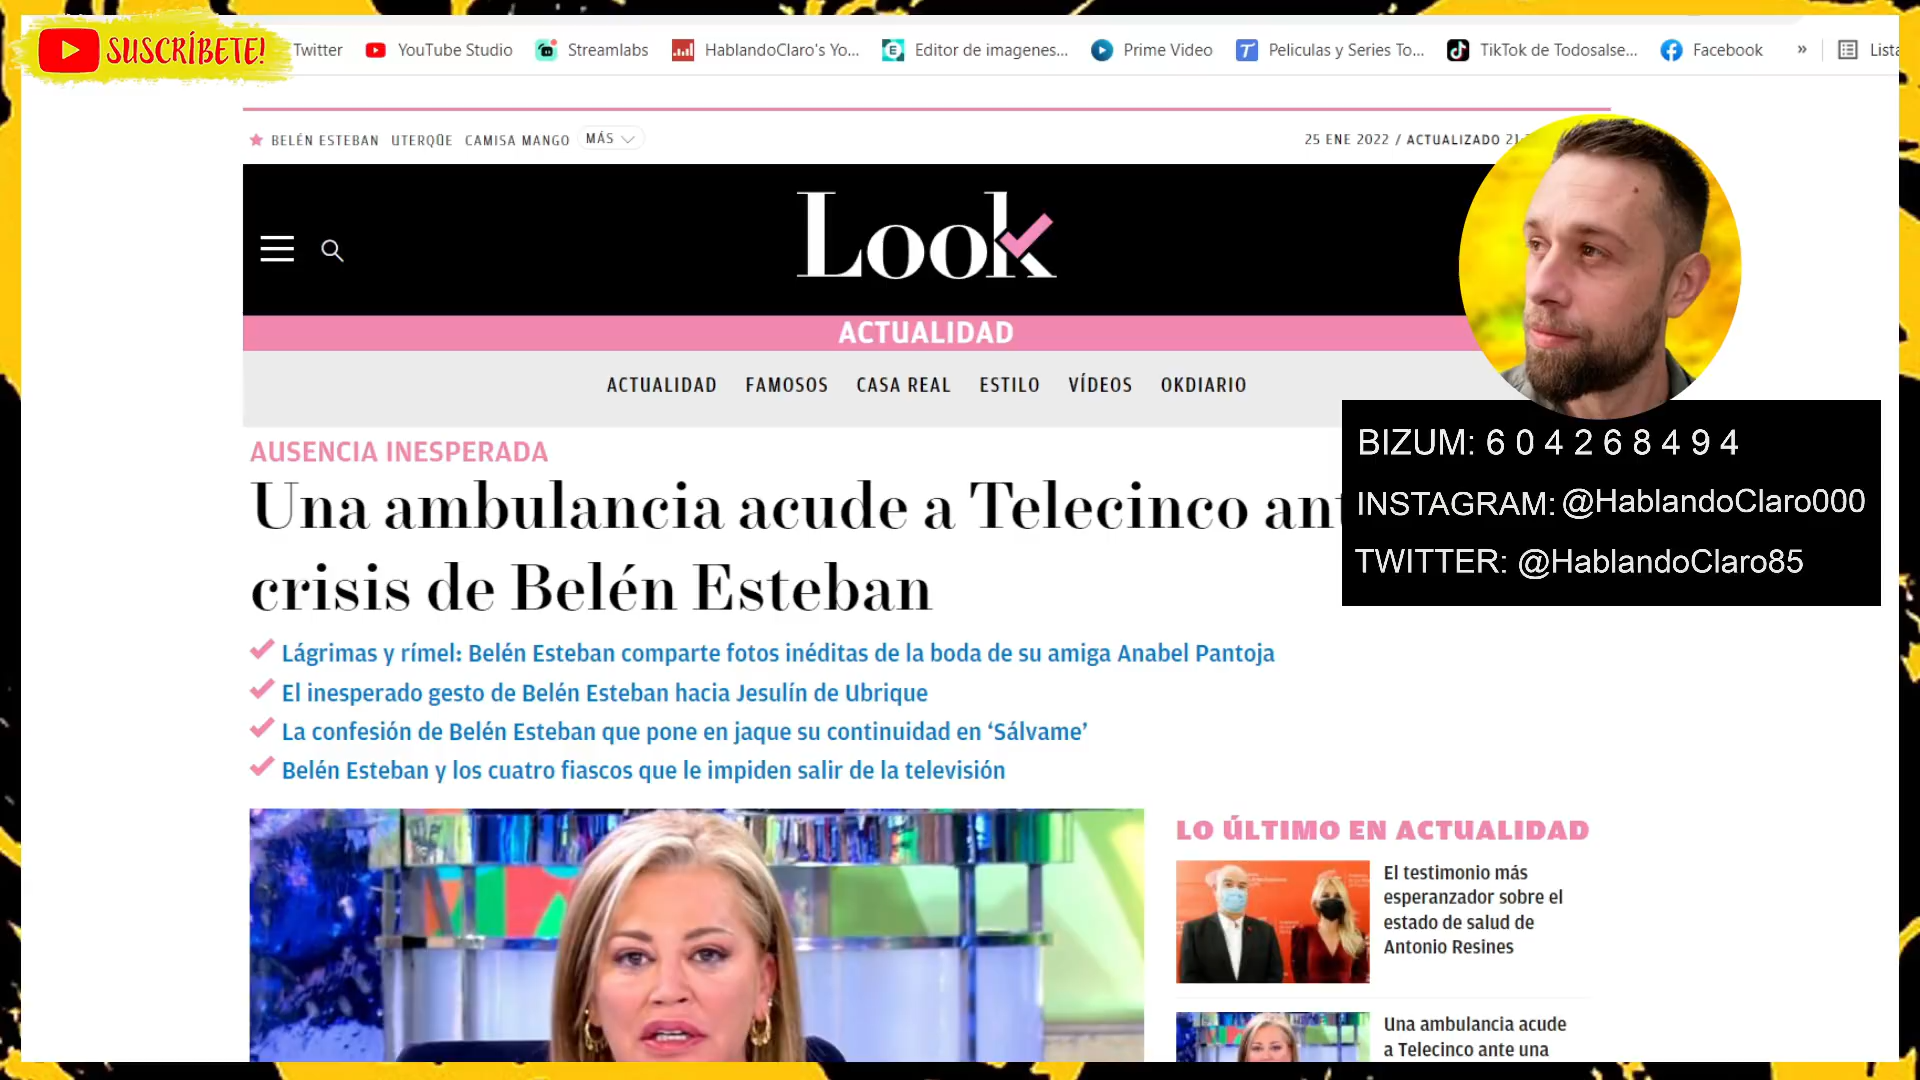 SUSCRÍBETE!
Twitter
YouTube Studio
Streamlabs
HablandoClaro's Yo...
Editor de imagenes...
Prime Video
Peliculas y Series To...
TikTok de Todosalse...
Facebook
»
BELÉN ESTEBAN UTERQÜE CAMISA MANGO MÁS
25 ENE 2022 / ACTUALIZADO
Look
ACTUALIDAD
ACTUALIDAD FAMOSOS CASA REAL ESTILO VÍDEOS OKDIARIO
AUSENCIA INESPERADA
Una ambulancia acude a Telecinco
crisis de Belén Esteban
Lágrimas y rímel: Belén Esteban comparte fotos inéditas de la boda de su amiga Anabel Pantoja
El inesperado gesto de Belén Esteban hacia Jesulín de Ubrique
La confesión de Belén Esteban que pone en jaque su continuidad en ‘Sálvame’
Belén Esteban y los cuatro fiascos que le impiden salir de la televisión
BIZUM: 6 0 4 2 6 8 4 9 4
INSTAGRAM: @HablandoClaro000
TWITTER: @HablandoClaro85
LO ÚLTIMO EN ACTUALIDAD
El testimonio más
esperanzador sobre el
estado de salud de
Antonio Resines
Una ambulancia acude
a Telecinco ante una